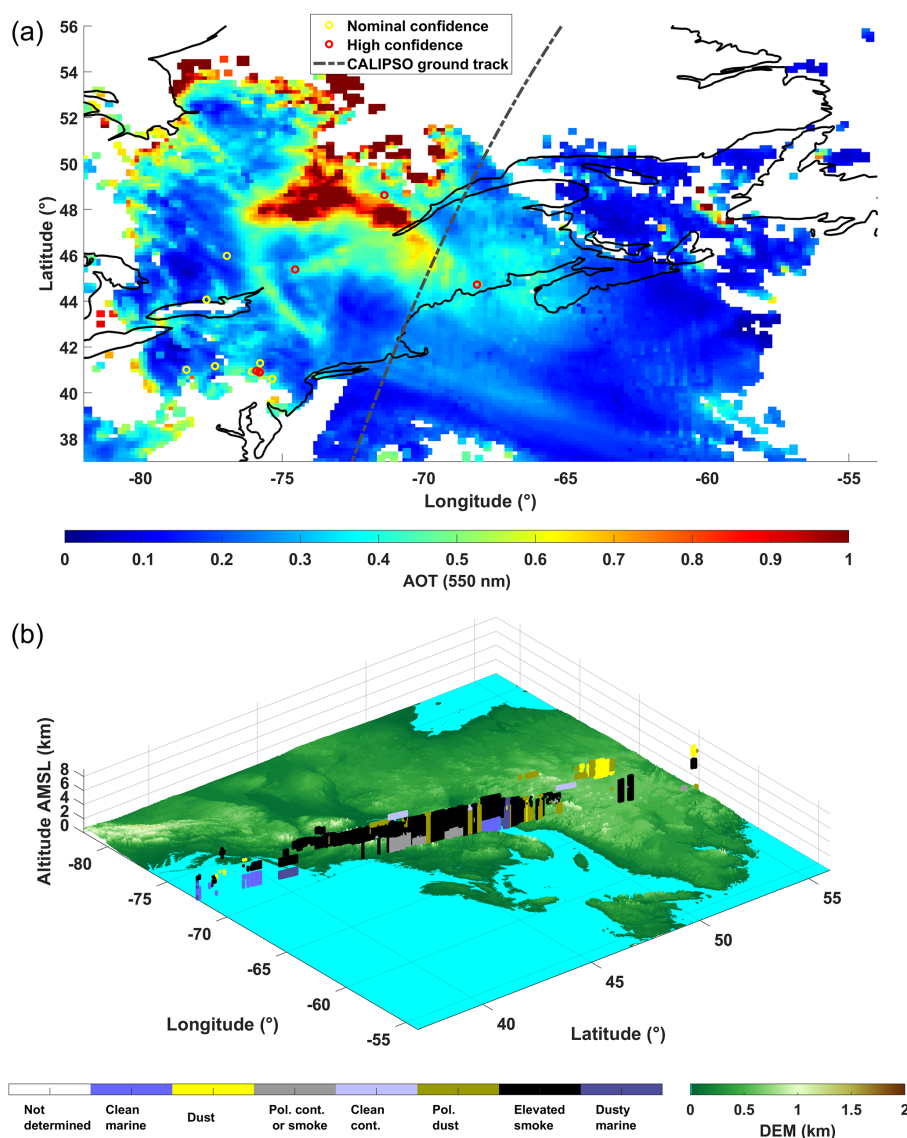 (a)
Nominal confidence
High confidence
CALIPSO ground track
56
54
52
50
48
46
44
42
40
38
Latitude (°)
-80
-75
-70
-65
-60
-55
Longitude (°)
0
0.1
0.2
0.3
0.4
0.5
0.6
0.7
0.8
0.9
1
AOT (550 nm)
(b)
Altitude AMSL (km)
8
6
4
2
0
-80
-75
-70
-65
-60
-55
Longitude (°)
40
45
50
55
Latitude (°)
Not determined
Clean marine
Dust
Pol. cont. or smoke
Clean cont.
Pol. dust
Elevated smoke
Dusty marine
0
0.5
1
1.5
2
DEM (km)